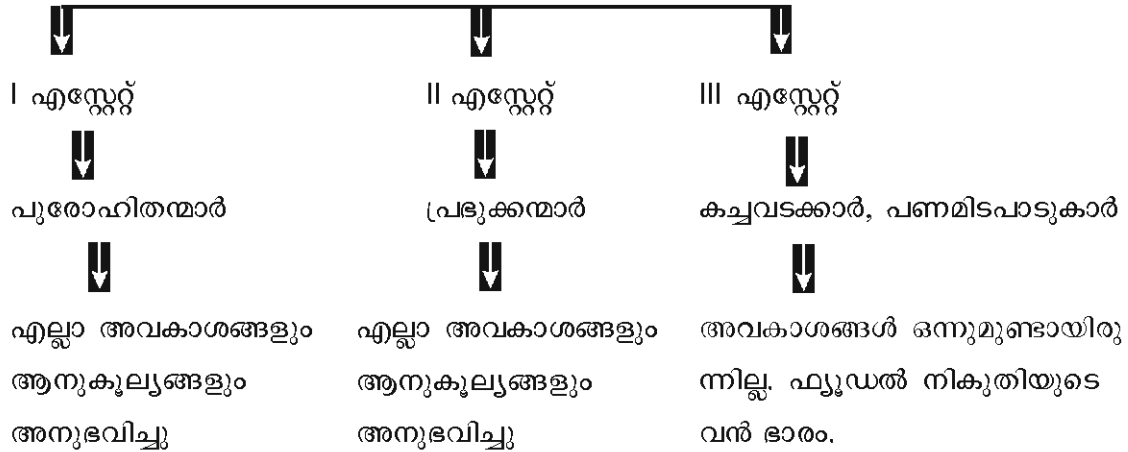 I എസ്റ്റേറ്റ്
II എസ്റ്റേറ്റ്
III എസ്റ്റേറ്റ്
പുരോഹിതന്മാർ
പ്രഭുക്കന്മാർ
കച്ചവടക്കാർ, പണമിടപാടുകാർ
എല്ലാ അവകാശങ്ങളും
ആനുകൂല്യങ്ങളും
അനുഭവിച്ചു
എല്ലാ അവകാശങ്ങളും
ആനുകൂല്യങ്ങളും
അനുഭവിച്ചു
അവകാശങ്ങൾ ഒന്നുമുണ്ടായിരു
ന്നില്ല. ഫ്യൂഡൽ നികുതിയുടെ
വൻ ഭാരം.